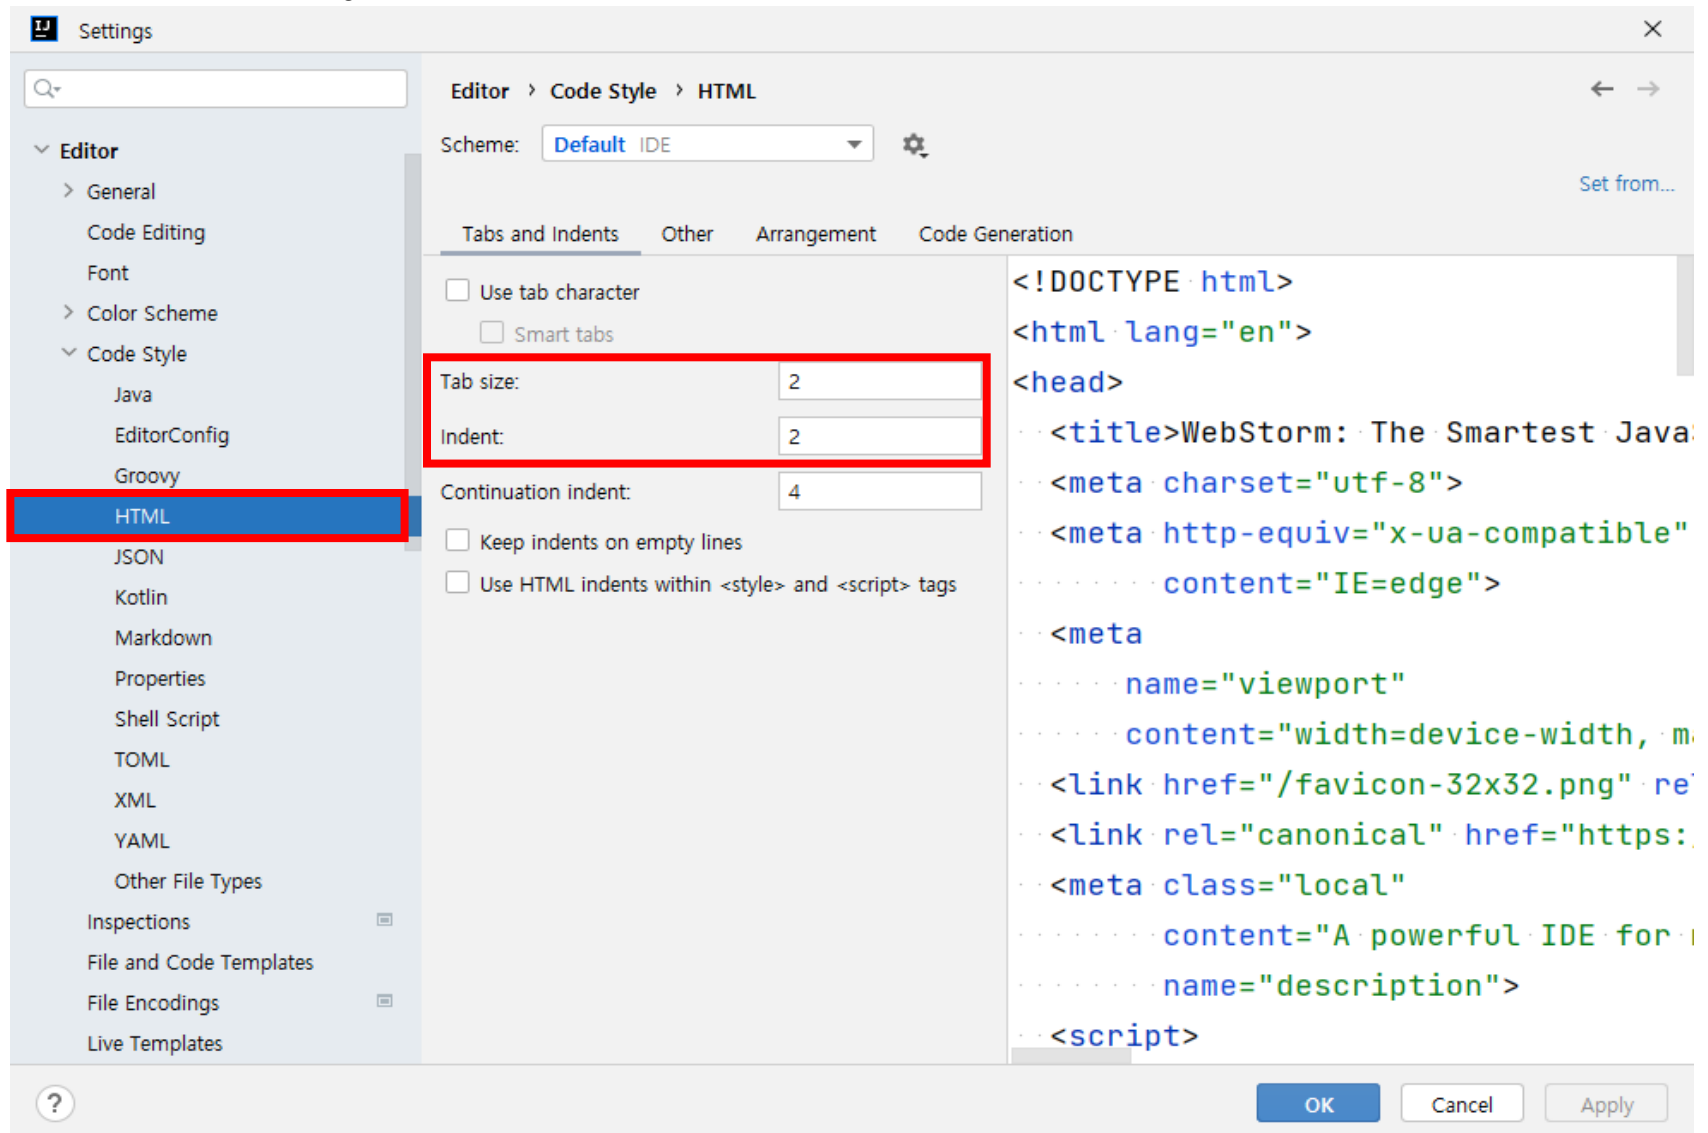 IJ Settings
Editor
General
Code Editing
Font
Color Scheme
Code Style
Java
EditorConfig
Groovy
HTML
JSON
Kotlin
Markdown
Properties
Shell Script
TOML
XML
YAML
Other File Types
Inspections
File and Code Templates
File Encodings
Live Templates
Editor › Code Style › HTML
Scheme: Default IDE
Set from...
Tabs and Indents Other Arrangement Code Generation
Use tab character
Smart tabs
Tab size: 2
Indent: 2
Continuation indent: 4
Keep indents on empty lines
Use HTML indents within <style> and <script> tags
<!DOCTYPE html>
<html lang="en">
<head>
<title>WebStorm: The Smartest Java
<meta charset="utf-8">
<meta http-equiv="x-ua-compatible"
content="IE=edge">
<meta
name="viewport"
content="width=device-width,
<link href="/favicon-32x32.png"
<link rel="canonical" href="https:
<meta class="local"
content="A powerful IDE for
name="description">
<script>
?
OK Cancel Apply